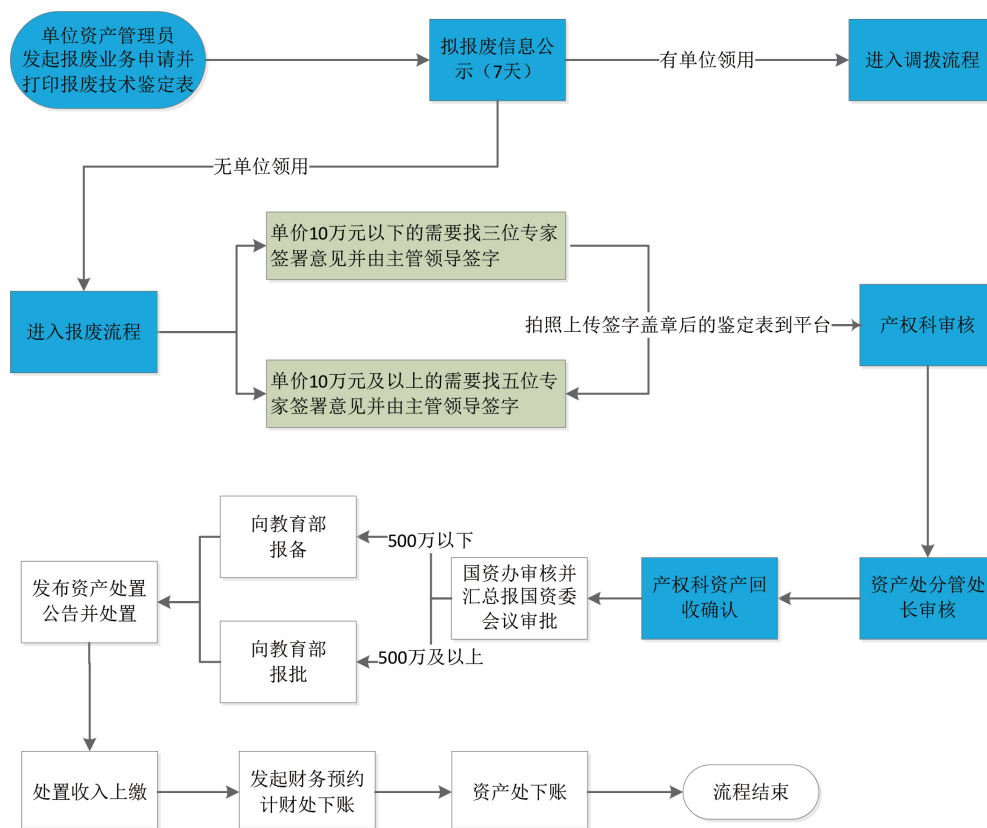 单位资产管理员
发起报废业务申请并
打印报废技术鉴定表
拟报废信息公
示（7天）
有单位领用
进入调拨流程
无单位领用
单价10万元以下的需要找三位专家
签署意见并由主管领导签字
进入报废流程
拍照上传签字盖章后的鉴定表到平台
产权科审核
单价10万元及以上的需要找五位专
家签署意见并由主管领导签字
向教育部
报备
500万以下
国资办审核并
汇总报国资委
会议审批
产权科资产回
收确认
资产处分管处
长审核
发布资产处置
公告并处置
向教育部
报批
500万及以上
处置收入上缴
发起财务预约
计财处下账
资产处下账
流程结束